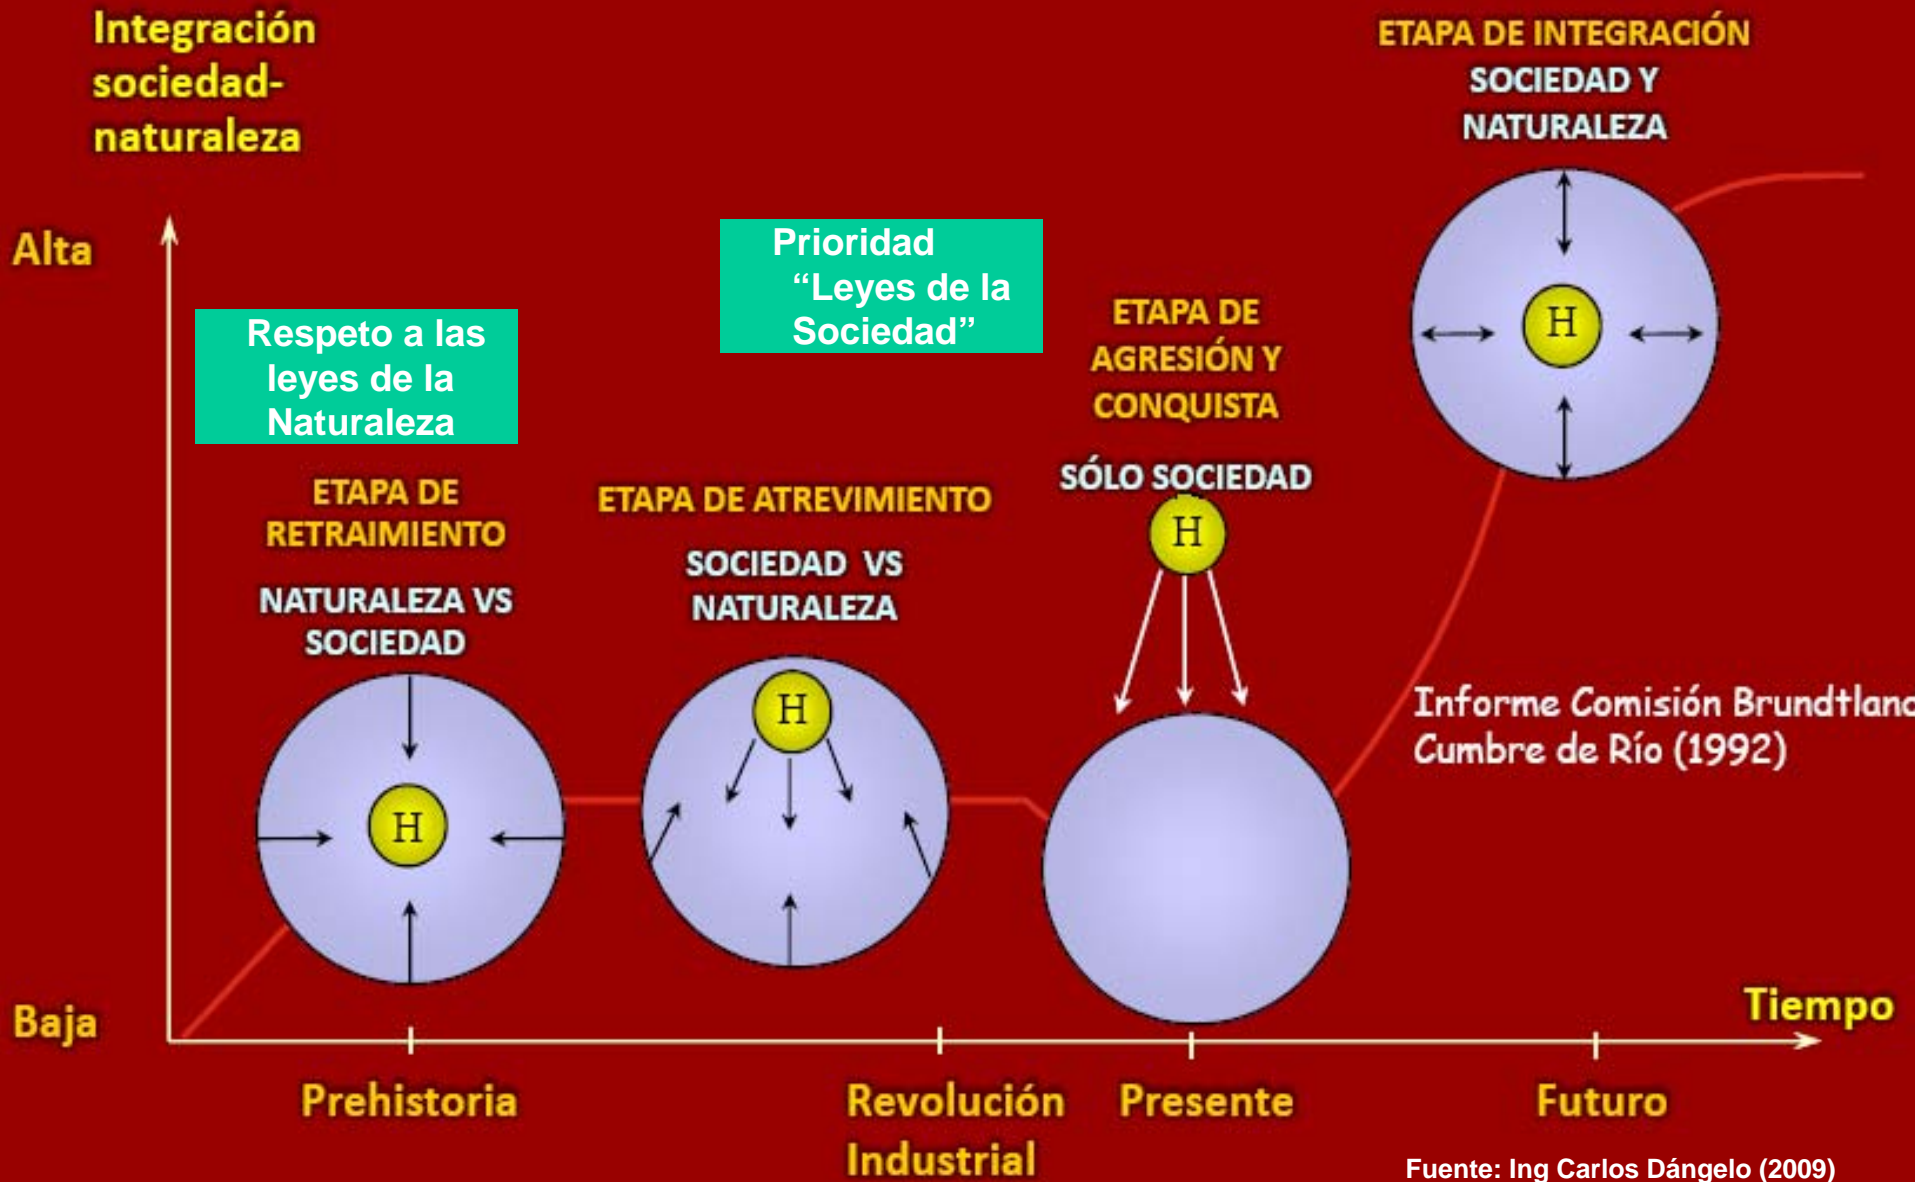 Integración
sociedad-
naturaleza
Alta
Respeto a las
leyes de la
Naturaleza
ETAPA DE
RETRAIMIENTO
NATURALEZA VS
SOCIEDAD
H
Prioridad
“Leyes de la
Sociedad”
ETAPA DE ATREVIMIENTO
SOCIEDAD VS
NATURALEZA
H
ETAPA DE
AGRESIÓN Y
CONQUISTA
SÓLO SOCIEDAD
H
ETAPA DE INTEGRACIÓN
SOCIEDAD Y
NATURALEZA
H
Informe Comisión Brundtland
Cumbre de Río (1992)
Baja
Tiempo
Prehistoria
Revolución
Industrial
Presente
Futuro
Fuente: Ing Carlos Dángelo (2009)